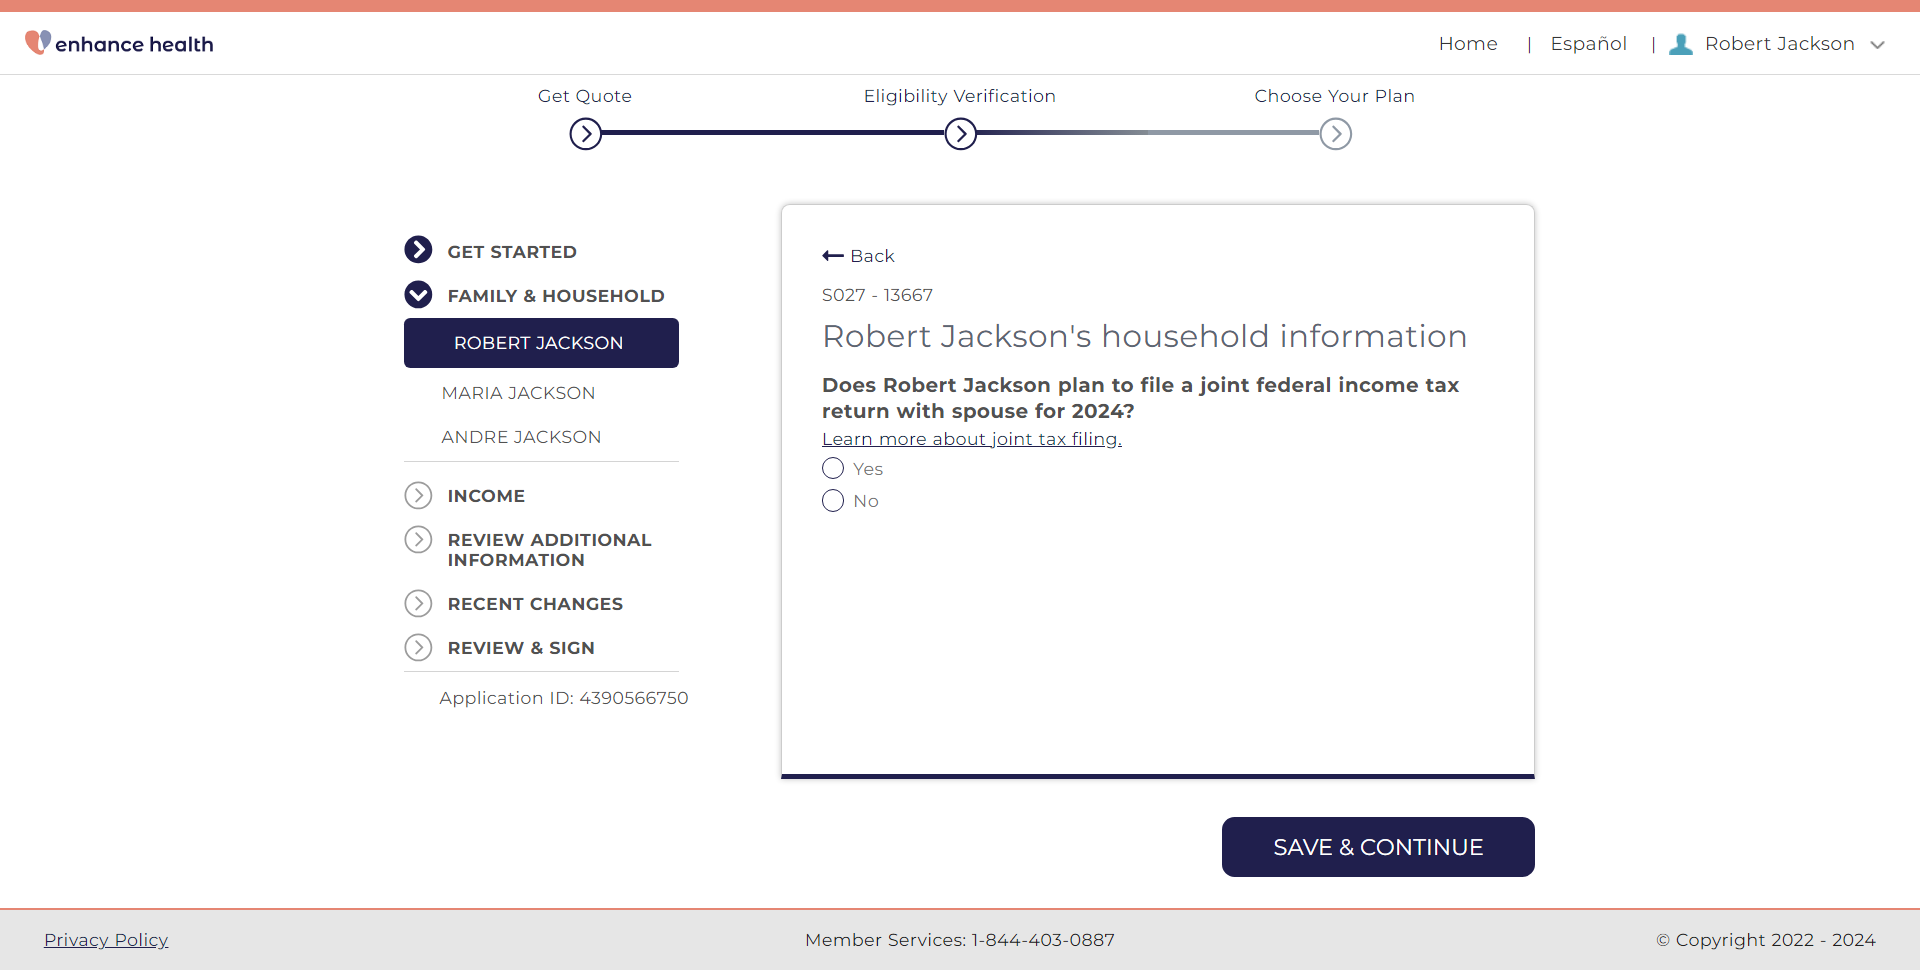 enhance health
Home | Español | Robert Jackson
Get Quote
Eligibility Verification
Choose Your Plan
GET STARTED
FAMILY & HOUSEHOLD
ROBERT JACKSON
MARIA JACKSON
ANDRE JACKSON
INCOME
REVIEW ADDITIONAL
INFORMATION
RECENT CHANGES
REVIEW & SIGN
Application ID: 4390566750
Back
S027 - 13667
Robert Jackson's household information
Does Robert Jackson plan to file a joint federal income tax
return with spouse for 2024?
Learn more about joint tax filing.
Yes
No
SAVE & CONTINUE
Privacy Policy
Member Services: 1-844-403-0887
© Copyright 2022 - 2024